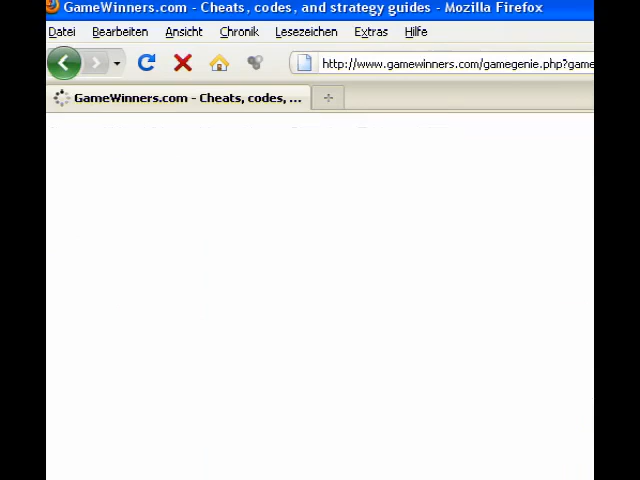 GameWinners.com - Cheats, codes, and strategy guides - Mozilla Firefox
Datei Bearbeiten Ansicht Chronik Lesezeichen Extras Hilfe
http://www.gamewinners.com/gamegenie.php?game
GameWinners.com - Cheats, codes, ...